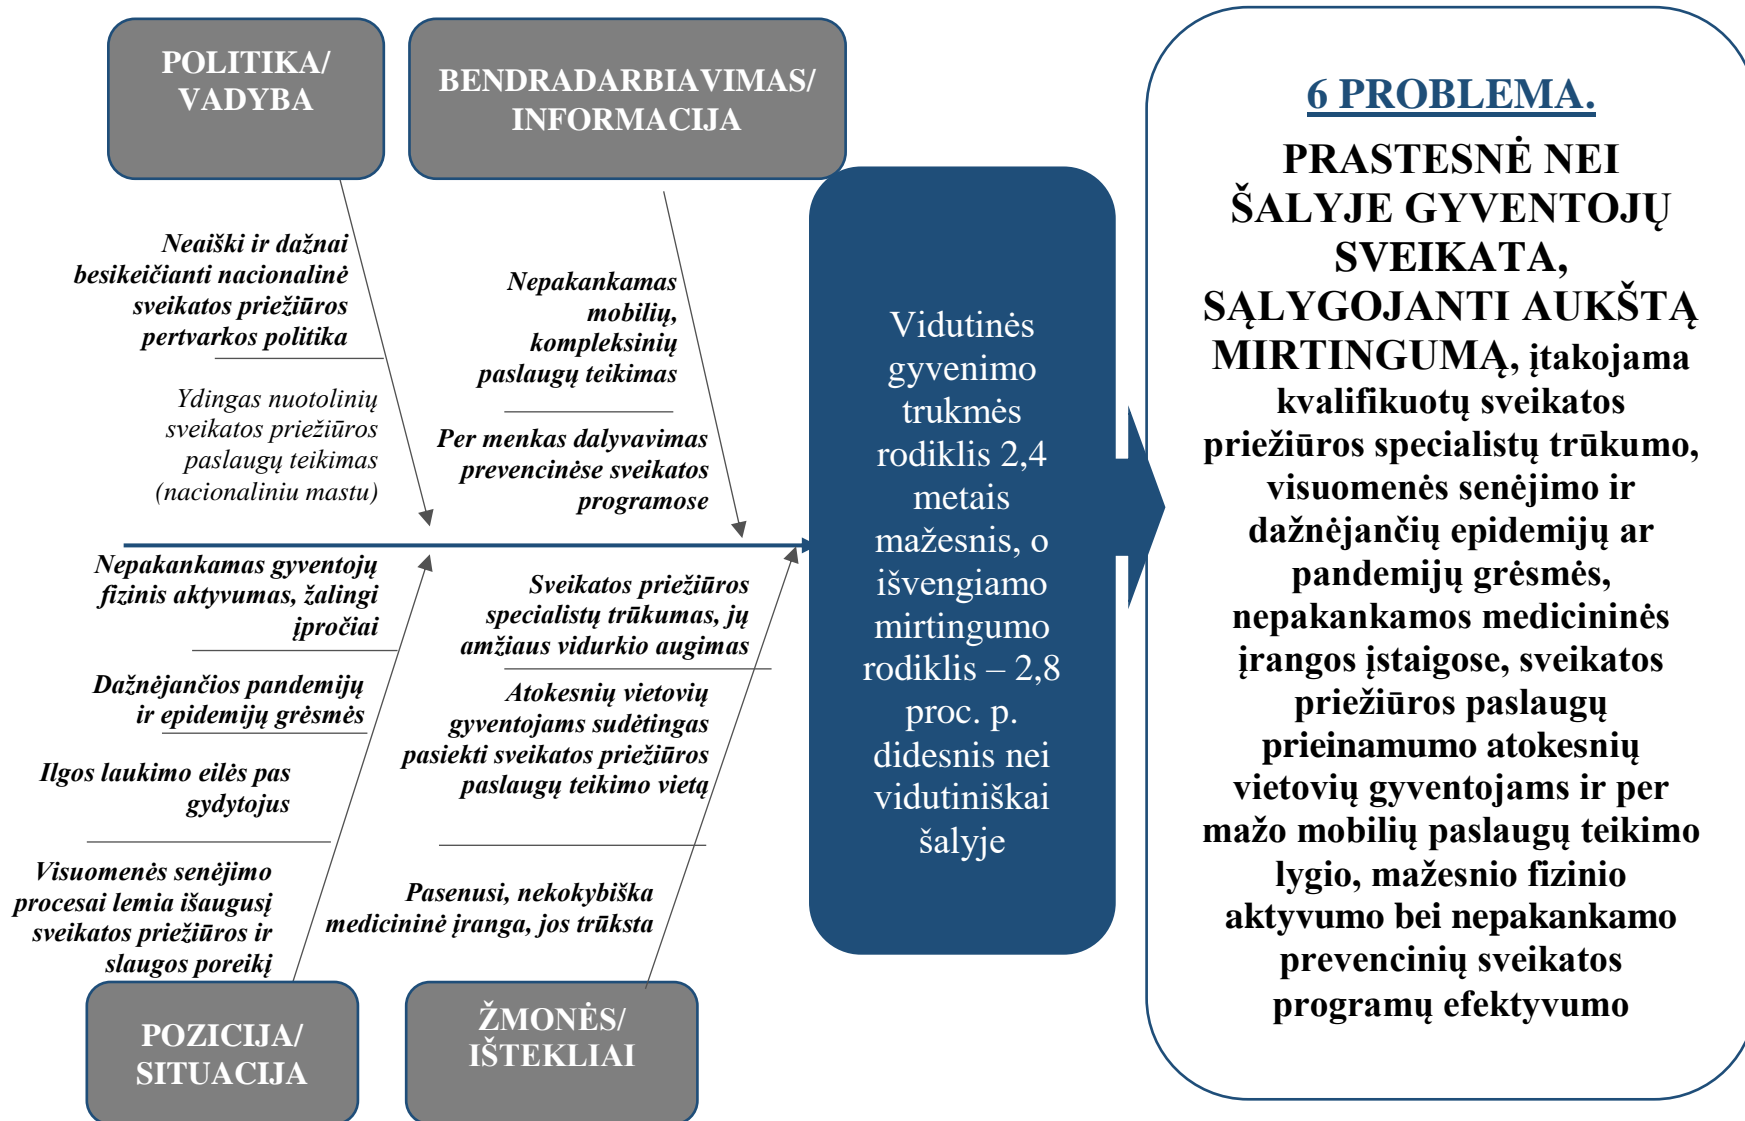 POLITIKA/
VADYBA
BENDRADARBIAVIMAS/
INFORMACIJA
Neaiški ir dažnai
besikeičianti nacionalinė
sveikatos priežiūros
pertvarkos politika
Ydingas nuotolinių
sveikatos priežiūros
paslaugų teikimas
(nacionaliniu mastu)
Nepakankamas
mobilių,
kompleksinių
paslaugų teikimas
Per menkas dalyvavimas
prevencinėse sveikatos
programose
Nepakankamas gyventojų
fizinis aktyvumas, žalingi
įpročiai
Dažnėjančios pandemijų
ir epidemijų grėsmės
Ilgos laukimo eilės pas
gydytojus
Visuomenės senėjimo
procesai lemia išaugusį
sveikatos priežiūros ir
slaugos poreikį
Sveikatos priežiūros
specialistų trūkumas, jų
amžiaus vidurkio augimas
Atokesnių vietovių
gyventojams sudėtingas
pasiekti sveikatos priežiūros
paslaugų teikimo vietą
Pasenusi, nekokybiška
medicininė įranga, jos trūksta
POZICIJA/
SITUACIJA
ŽMONĖS/
IŠTEKLIAI
Vidutinės
gyvenimo
trukmės
rodiklis 2,4
metais
mažesnis, o
išvengiamo
mirtingumo
rodiklis – 2,8
proc. p.
didesnis nei
vidutiniškai
šalyje
6 PROBLEMA.
PRASTESNĖ NEI
ŠALYJE GYVENTOJŲ
SVEIKATA,
SĄLYGOJANTI AUKŠTĄ
MIRTINGUMĄ, įtakojama
kvalifikuotų sveikatos
priežiūros specialistų trūkumo,
visuomenės senėjimo ir
dažnėjančių epidemijų ar
pandemijų grėsmės,
nepakankamos medicininės
įrangos įstaigose, sveikatos
priežiūros paslaugų
prieinamumo atokesnių
vietovių gyventojams ir per
mažo mobilių paslaugų teikimo
lygio, mažesnio fizinio
aktyvumo bei nepakankamo
prevencinių sveikatos
programų efektyvumo